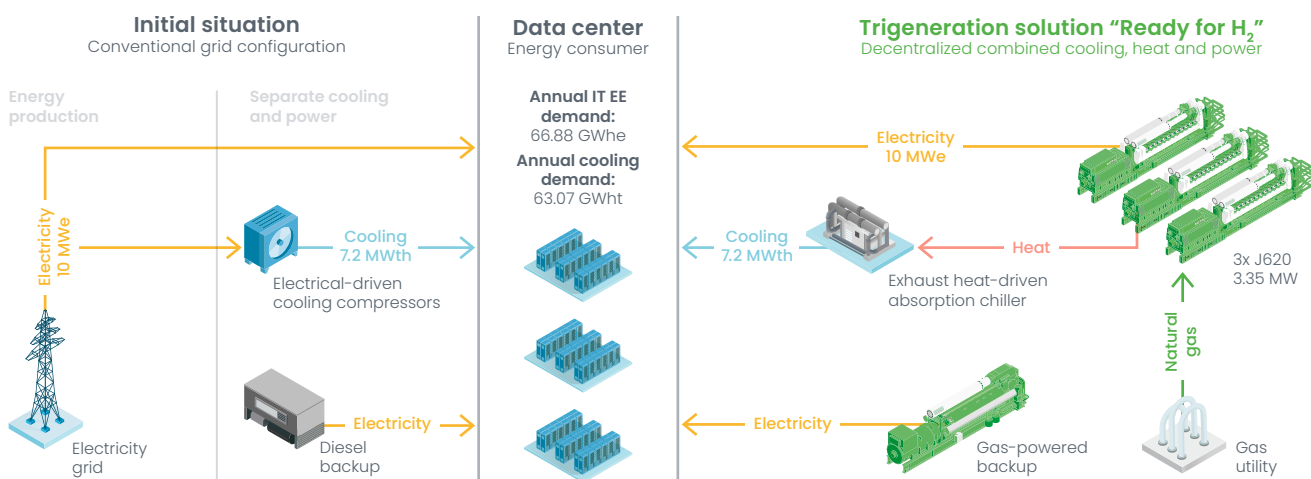 Initial situation
Conventional grid configuration
Energy
production
Separate cooling
and power
Electricity
10 MWe
Cooling
7.2 MWth
Electrical-driven
cooling compressors
Electricity
grid
Electricity
Diesel
backup
Data center
Energy consumer
Annual IT EE
demand:
66.88 GWhe
Annual cooling
demand:
63.07 GWht
Trigeneration solution “Ready for H₂”
Decentralized combined cooling, heat and power
Electricity
10 MWe
Cooling
7.2 MWth
Heat
Exhaust heat-driven
absorption chiller
3x J620
3.35 MW
Natural
gas
Electricity
Gas-powered
backup
Gas
utility